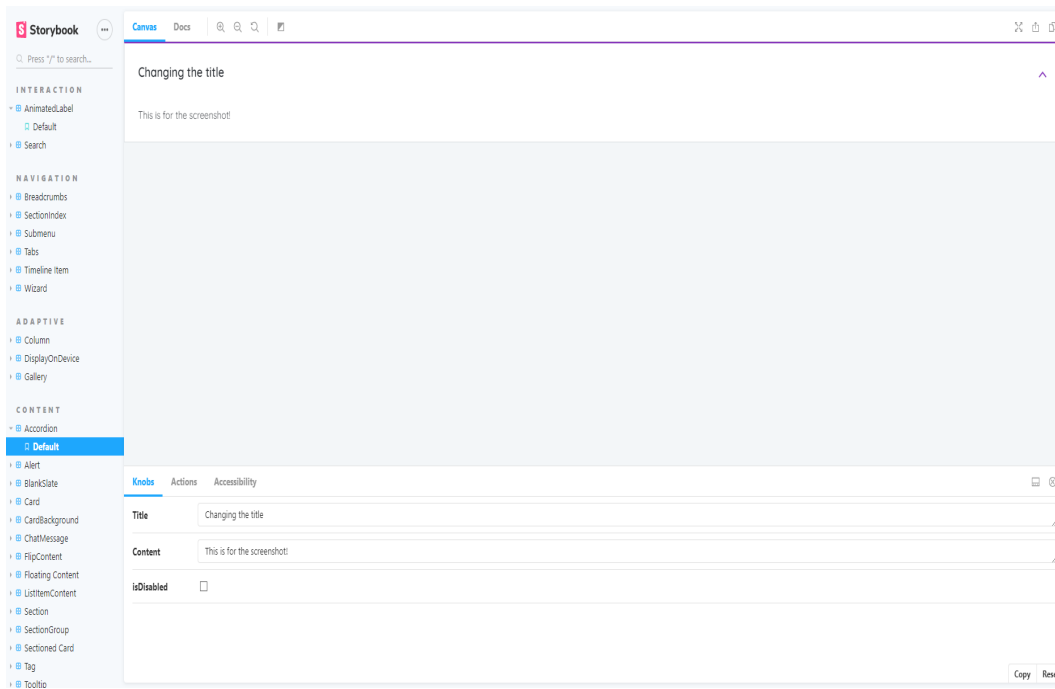 Storybook
Canvas
Docs
Press "/" to search...
Changing the title
This is for the screenshot!
INTERACTION
AnimatedLabel
Default
Search
NAVIGATION
Breadcrumbs
SectionIndex
Submenu
Tabs
Timeline Item
Wizard
ADAPTIVE
Column
DisplayOnDevice
Gallery
CONTENT
Accordion
Default
Alert
BlankSlate
Card
CardBackground
ChatMessage
FlipContent
Floating Content
ListItemContent
Section
SectionGroup
Sectioned Card
Tag
Tooltip
Knobs
Actions
Accessibility
Title
Changing the title
Content
This is for the screenshot!
isDisabled
Copy
Rese